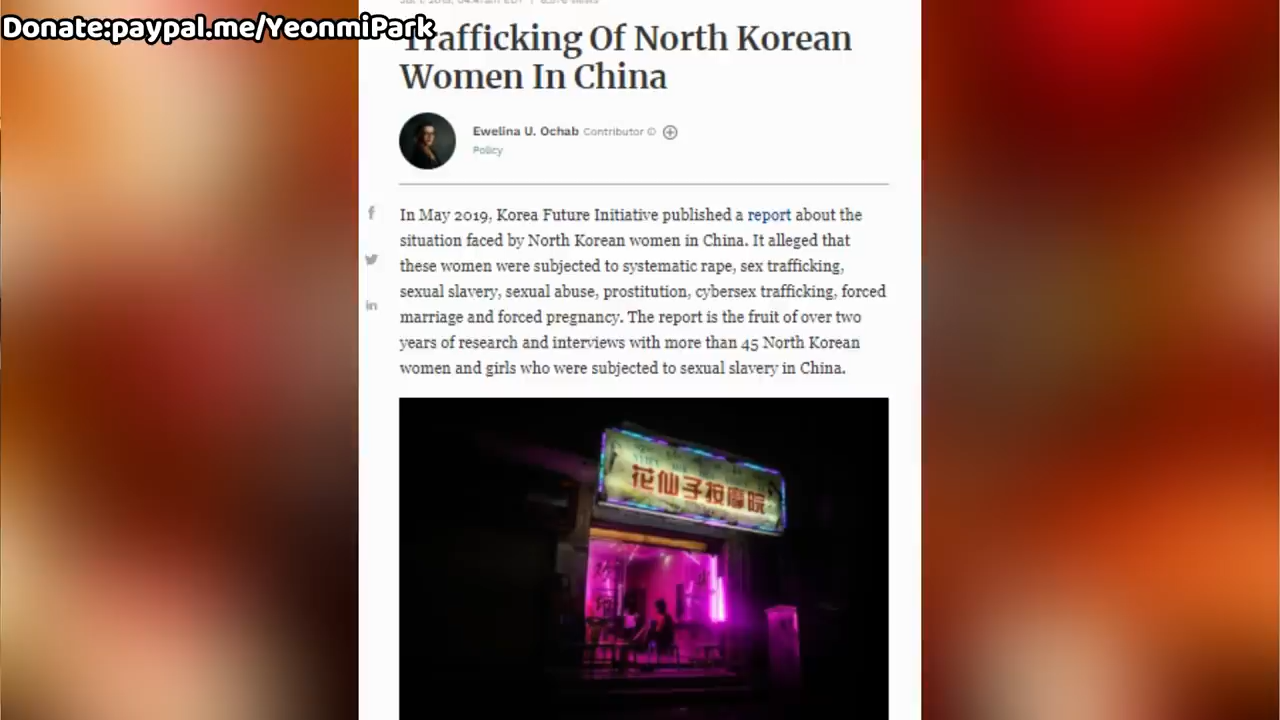 Donate:paypal.me/YeonmiPark
Trafficking Of North Korean
Women In China
Ewelina U. Ochab Contributor
Policy
In May 2019, Korea Future Initiative published a report about the
situation faced by North Korean women in China. It alleged that
these women were subjected to systematic rape, sex trafficking,
sexual slavery, sexual abuse, prostitution, cybersex trafficking, forced
marriage and forced pregnancy. The report is the fruit of over two
years of research and interviews with more than 45 North Korean
women and girls who were subjected to sexual slavery in China.
花仙子按摩院